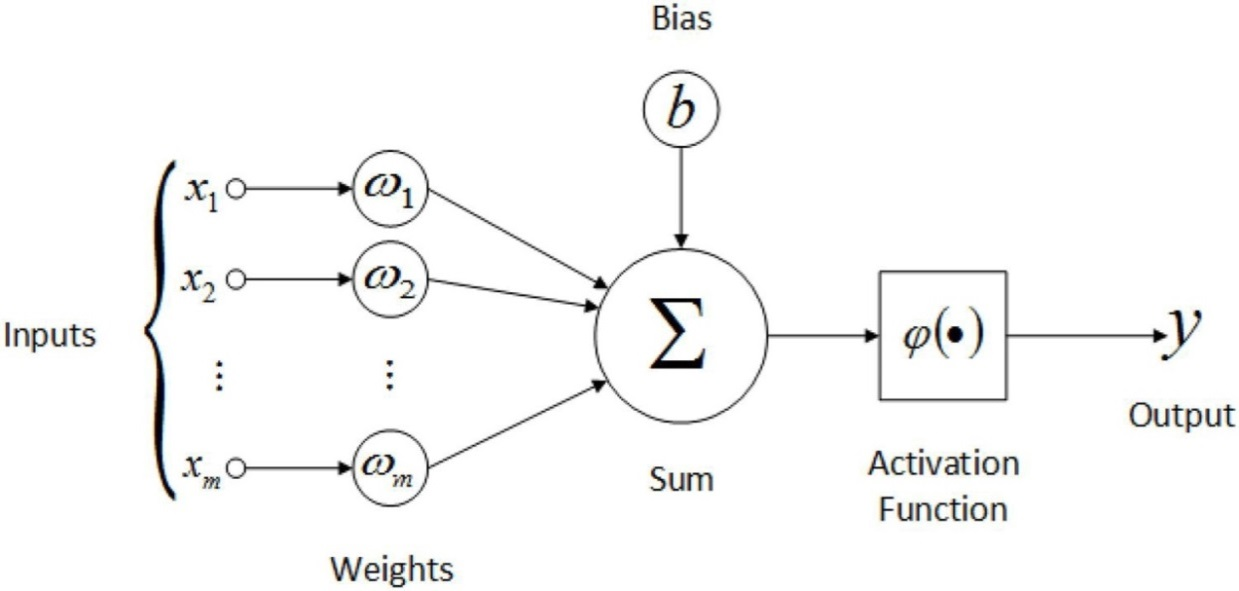 Bias
b
x₁ ω₁
x₂ ω₂
Inputs ⋮ ⋮ Σ φ(•) y
Output
xₘ ωₘ
Sum
Activation
Function
Weights